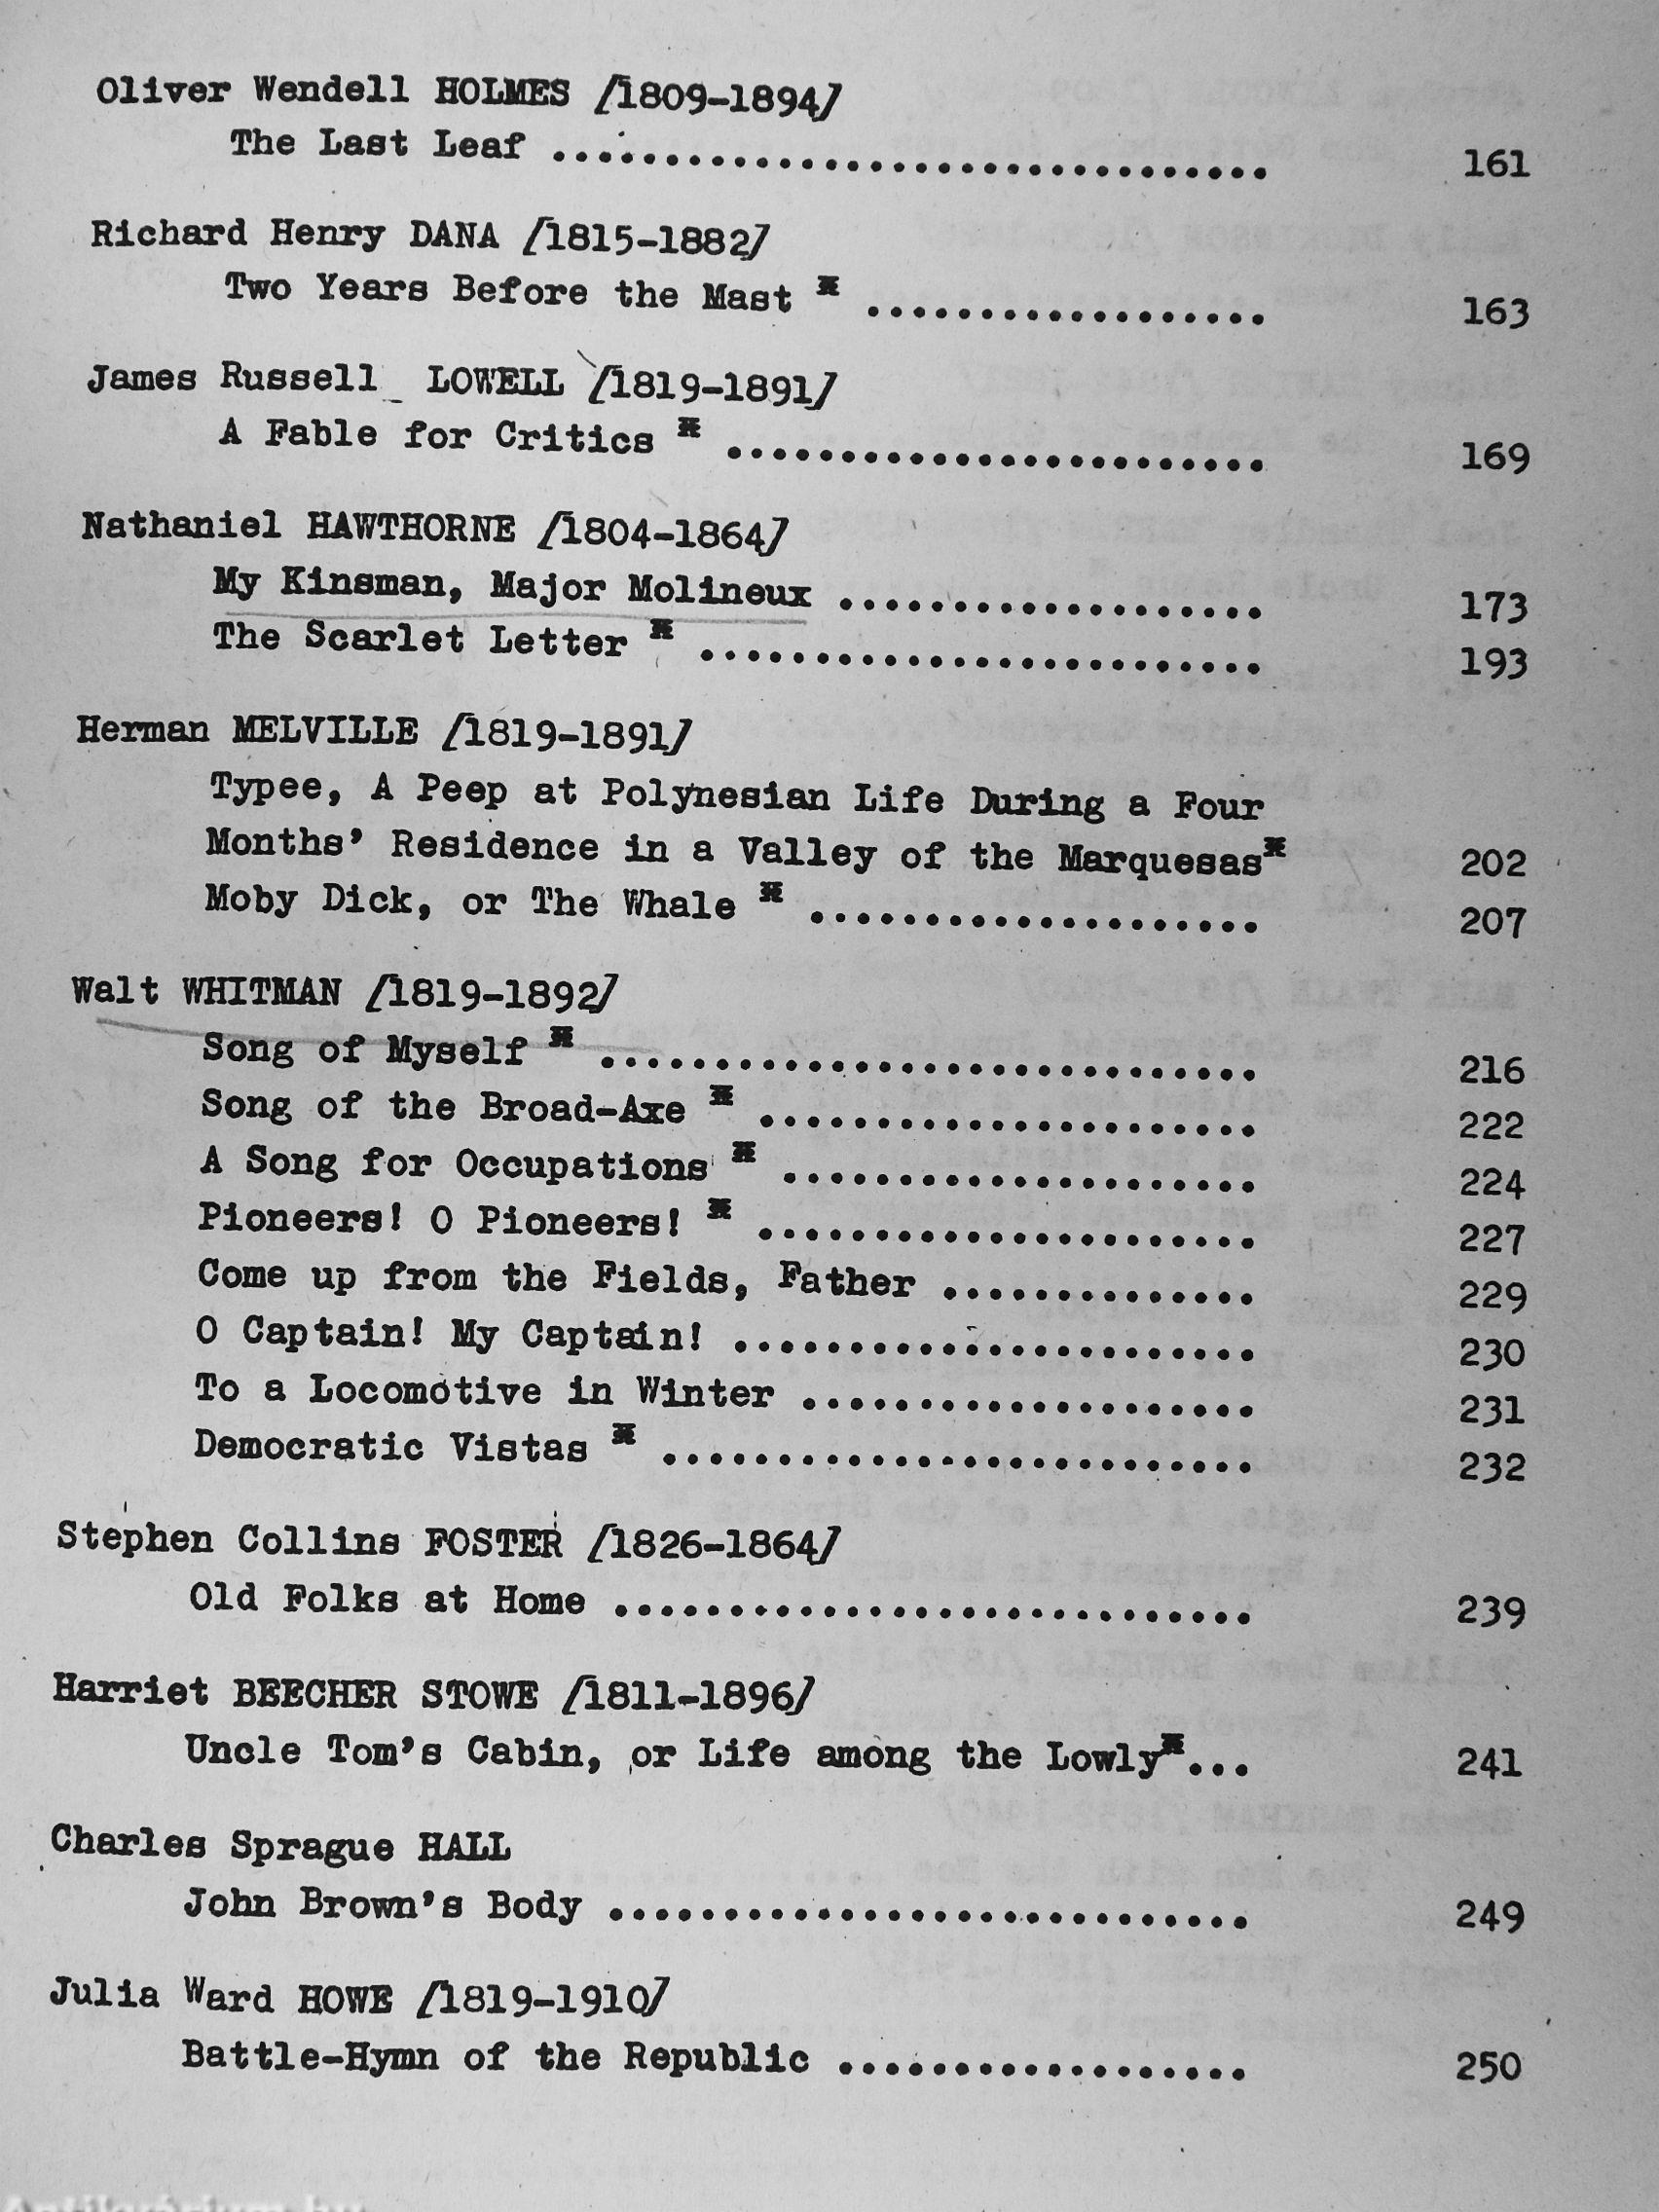 Oliver Wendell HOLMES /1809-1894/
The Last Leaf ............................... 161
Richard Henry DANA /1815-1882/
Two Years Before the Mast * .................. 163
James Russell LOWELL /1819-1891/
A Fable for Critics * ........................ 169
Nathaniel HAWTHORNE /1804-1864/
My Kinsman, Major Molineux ................... 173
The Scarlet Letter * ......................... 193
Herman MELVILLE /1819-1891/
Typee, A Peep at Polynesian Life During a Four
Months' Residence in a Valley of the Marquesas* 202
Moby Dick, or The Whale * .................... 207
Walt WHITMAN /1819-1892/
Song of Myself * ............................. 216
Song of the Broad-Axe * ...................... 222
A Song for Occupations * ..................... 224
Pioneers! O Pioneers! * ...................... 227
Come up from the Fields, Father .............. 229
O Captain! My Captain! ....................... 230
To a Locomotive in Winter .................... 231
Democratic Vistas * .......................... 232
Stephen Collins FOSTER /1826-1864/
Old Folks at Home ............................ 239
Harriet BEECHER STOWE /1811-1896/
Uncle Tom's Cabin, or Life among the Lowly*... 241
Charles Sprague HALL
John Brown's Body ............................ 249
Julia Ward HOWE /1819-1910/
Battle-Hymn of the Republic .................. 250